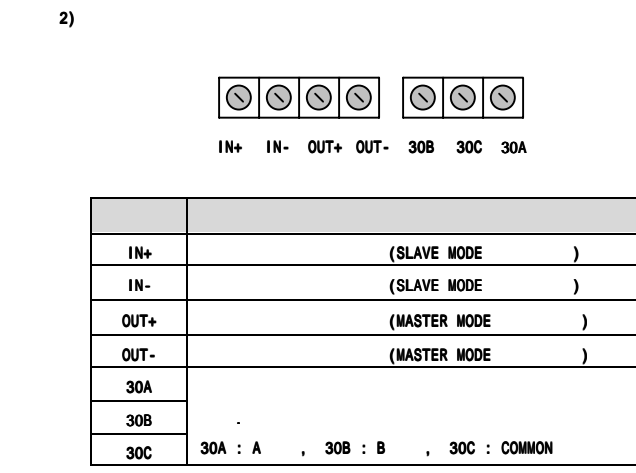 2)
IN+ IN- OUT+ OUT- 30B 30C 30A
IN+ (SLAVE MODE )
IN- (SLAVE MODE )
OUT+ (MASTER MODE )
OUT- (MASTER MODE )
30A
30B -
30C 30A : A , 30B : B , 30C : COMMON